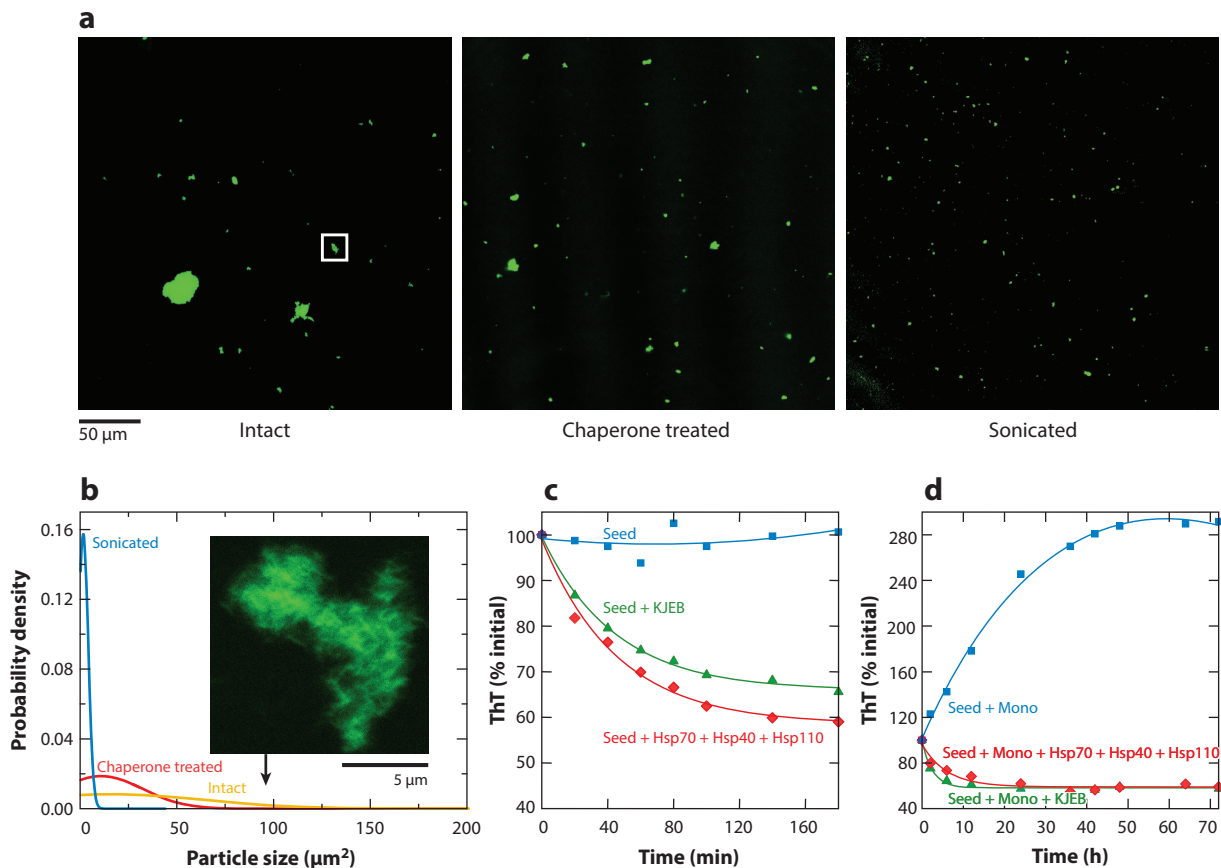 a
50 μm
Intact
Chaperone treated
Sonicated
b
Probability density
0.16
0.12
0.08
0.04
0.00
Sonicated
Chaperone treated
Intact
5 μm
0
50
100
150
200
Particle size (μm²)
c
ThT (% initial)
100
90
80
70
60
50
40
Seed
Seed + KJEB
Seed + Hsp70 + Hsp40 + Hsp110
0
40
80
120
160
Time (min)
d
ThT (% initial)
280
240
200
180
120
80
40
Seed + Mono
Seed + Mono + Hsp70 + Hsp40 + Hsp110
Seed + Mono + KJEB
0
10
20
30
40
50
60
70
Time (h)